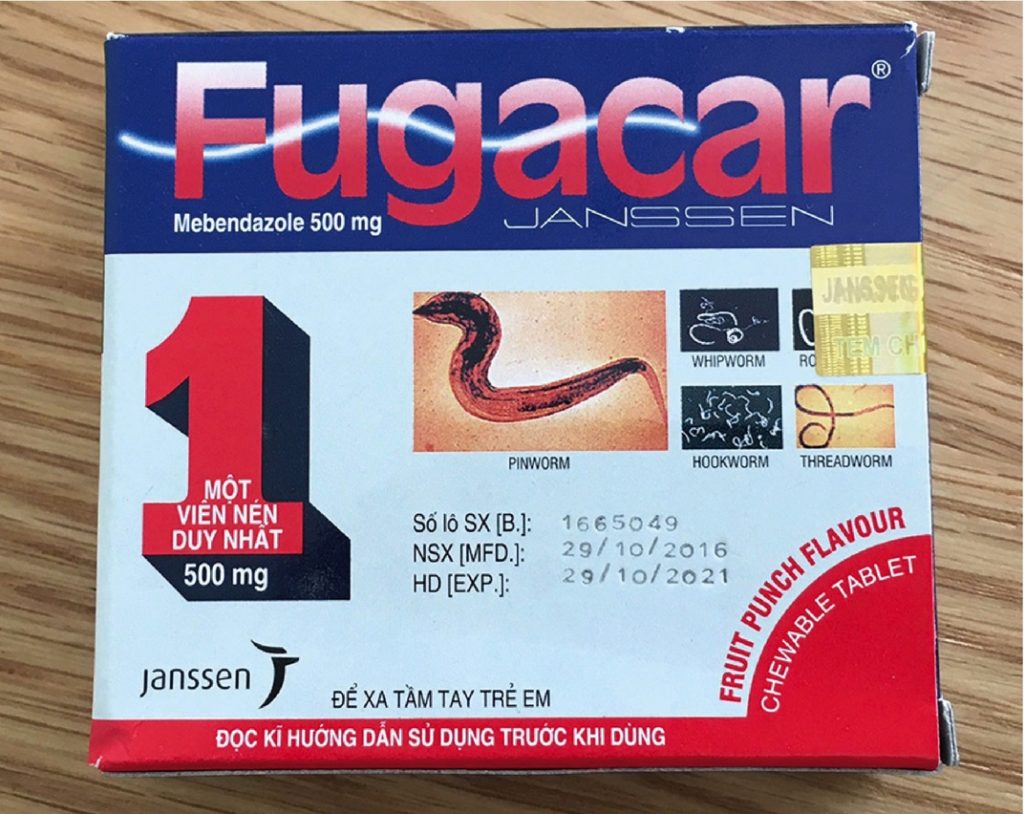 Fugacar®
Mebendazole 500 mg
JANSSEN
JANSSEN
TEM CH
WHIPWORM
PINWORM
HOOKWORM
THREADWORM
1
MỘT
VIÊN NÉN
DUY NHẤT
500 mg
Số lô SX [B.]: 1665049
NSX [MFD.]: 29/10/2016
HD [EXP.]: 29/10/2021
FRUIT PUNCH FLAVOUR
CHEWABLE TABLET
janssen
ĐỂ XA TẦM TAY TRẺ EM
ĐỌC KĨ HƯỚNG DẪN SỬ DỤNG TRƯỚC KHI DÙNG